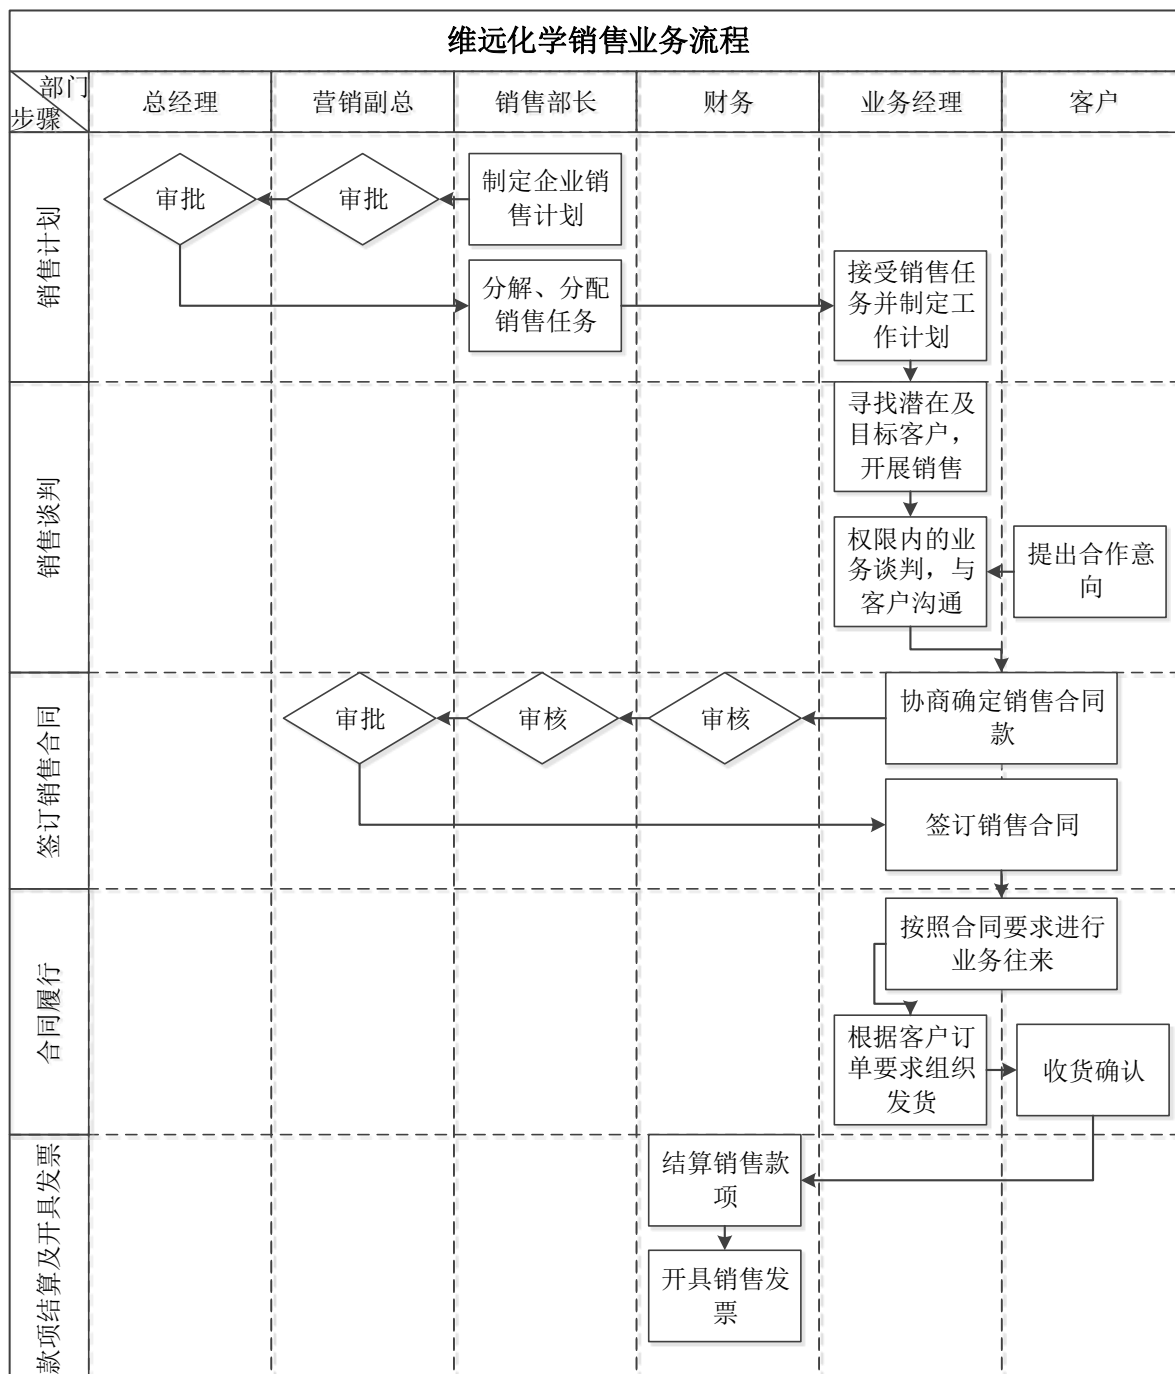 维远化学销售业务流程
部门
步骤
总经理
营销副总
销售部长
财务
业务经理
客户
销售计划
审批
审批
制定企业销
售计划
分解、分配
销售任务
接受销售任
务并制定工
作计划
销售谈判
寻找潜在及
目标客户，
开展销售
权限内的业
务谈判，与
客户沟通
提出合作意
向
签订销售合同
审批
审核
审核
协商确定销售合同
款
签订销售合同
合同履行
按照合同要求进行
业务往来
根据客户订
单要求组织
发货
收货确认
款项结算及开具发票
结算销售款
项
开具销售发
票